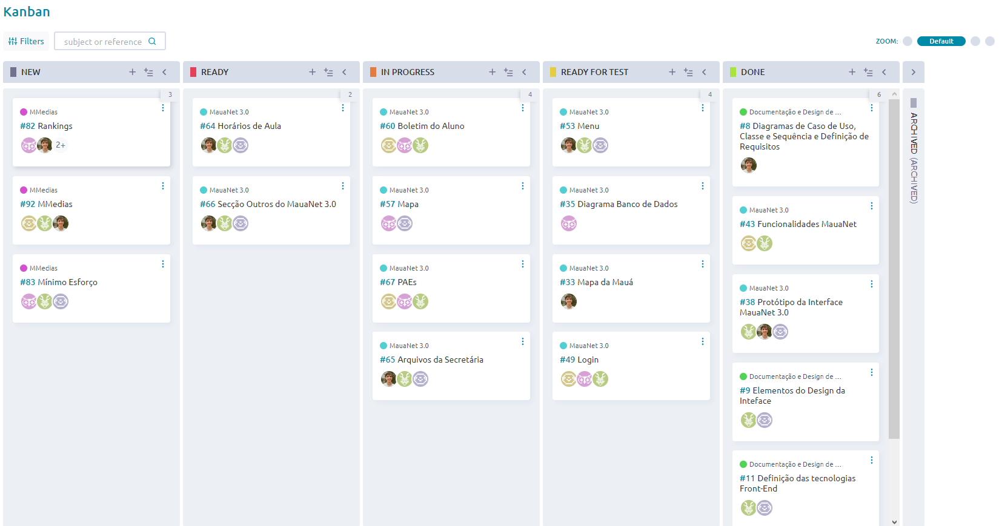 Kanban
Filters
subject or reference
ZOOM:
Default
NEW
3
MMedias
#82 Rankings
2+
MMedias
#92 MMedias
MMedias
#83 Mínimo Esforço
READY
2
MauaNet 3.0
#64 Horários de Aula
MauaNet 3.0
#66 Secção Outros do MauaNet 3.0
IN PROGRESS
4
MauaNet 3.0
#60 Boletim do Aluno
MauaNet 3.0
#57 Mapa
MauaNet 3.0
#67 PAEs
MauaNet 3.0
#65 Arquivos da Secretária
READY FOR TEST
4
MauaNet 3.0
#53 Menu
MauaNet 3.0
#35 Diagrama Banco de Dados
MauaNet 3.0
#33 Mapa da Mauá
MauaNet 3.0
#49 Login
DONE
6
Documentação e Design de ...
#8 Diagramas de Caso de Uso,
Classe e Sequência e Definição de
Requisitos
MauaNet 3.0
#43 Funcionalidades MauaNet
MauaNet 3.0
#38 Protótipo da Interface
MauaNet 3.0
Documentação e Design de ...
#9 Elementos do Design da
Inteface
Documentação e Design de ...
#11 Definição das tecnologias
Front-End
ARCHIVED (ARCHIVED)